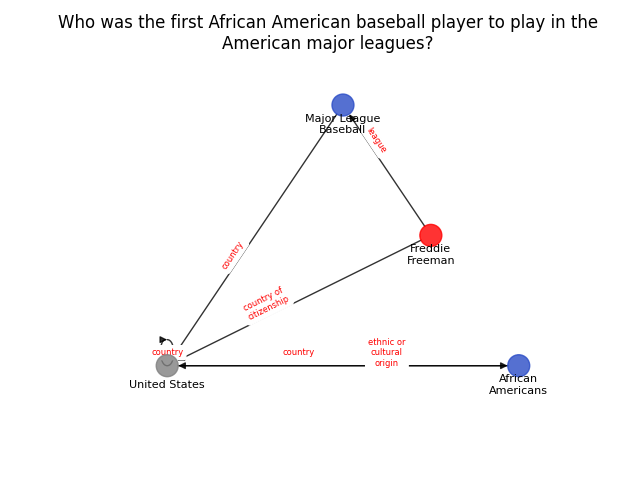 Who was the first African American baseball player to play in the
American major leagues?
Major League
Baseball
league
Freddie
Freeman
country
country of
citizenship
country
United States
country
ethnic or
cultural
origin
African
Americans